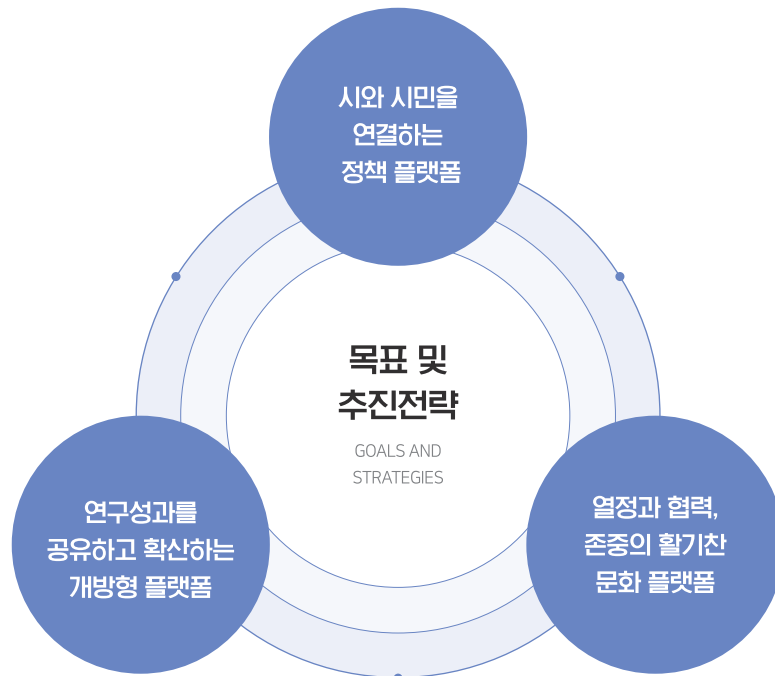 시와 시민을
연결하는
정책 플랫폼
목표 및
추진전략
GOALS AND
STRATEGIES
연구성과를
공유하고 확산하는
개방형 플랫폼
열정과 협력,
존중의 활기찬
문화 플랫폼